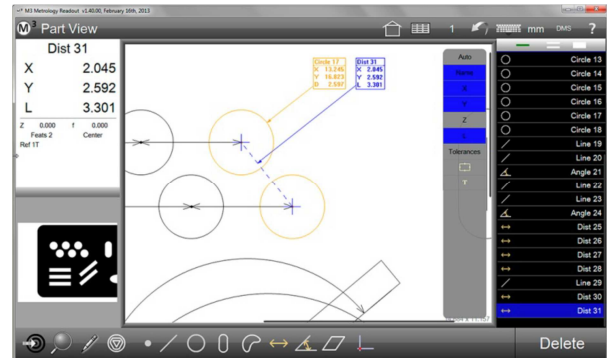 M3 Metrology Readout v1.40.00, February 16th, 2013
M3 Part View
1
mm
DMS
?
Dist 31
X 2.045
Y 2.592
L 3.301
Z 0.000 f 0.000
Feats 2 Center
Ref 1T
Circle 17
X 13.245
Y 16.023
D 2.597
Dist 31
X 2.045
Y 2.592
L 3.301
Auto
Name
X
Y
Z
L
Tolerances
T
Circle 13
Circle 14
Circle 15
Circle 16
Circle 17
Circle 18
Line 19
Line 20
Angle 21
Line 22
Line 23
Angle 24
Dist 25
Dist 26
Dist 27
Dist 28
Line 29
Dist 30
Dist 31
Delete